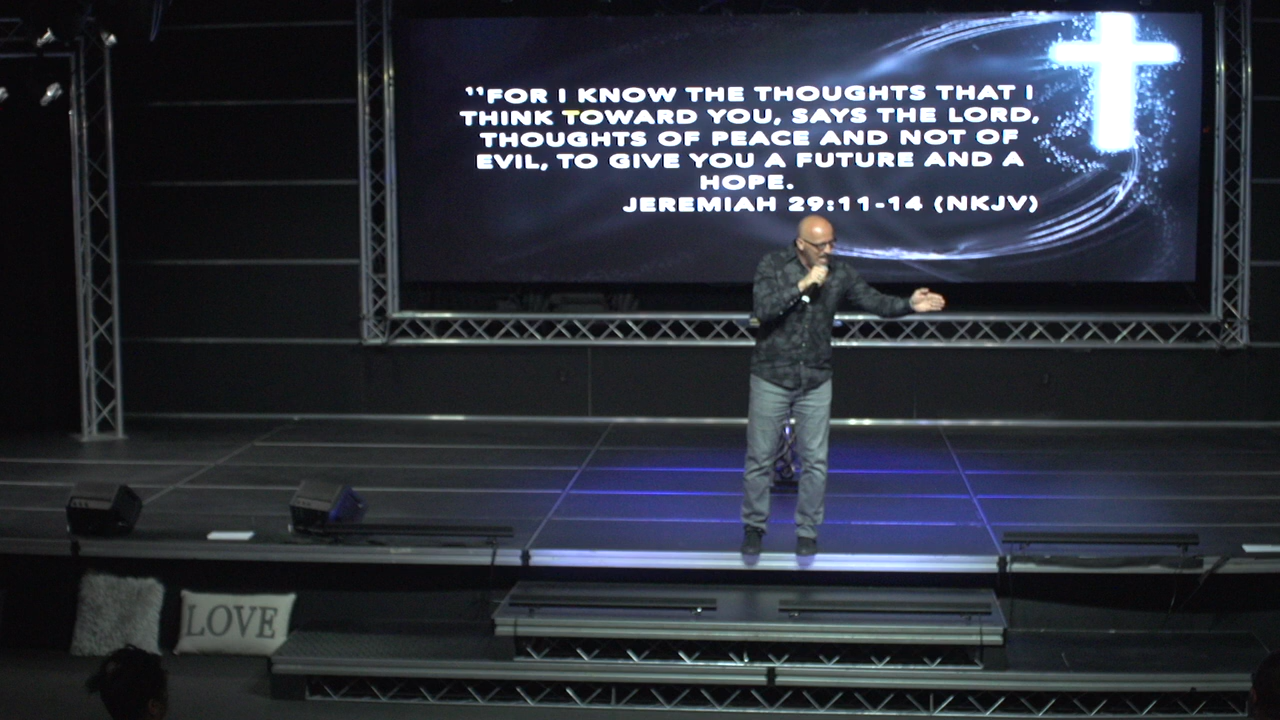 "FOR I KNOW THE THOUGHTS THAT I
THINK TOWARD YOU, SAYS THE LORD,
THOUGHTS OF PEACE AND NOT OF
EVIL, TO GIVE YOU A FUTURE AND A
HOPE.
JEREMIAH 29:11-14 (NKJV)
LOVE